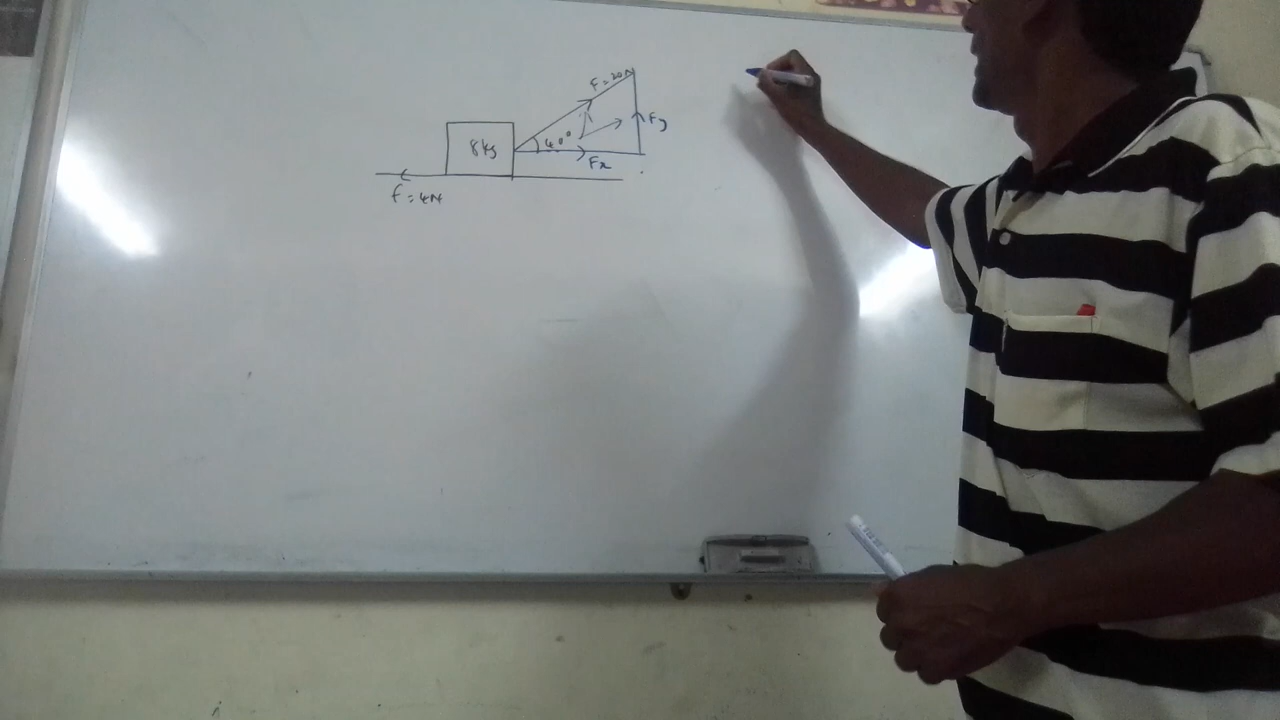 F = 20N
Fy
8kg
40°
Fx
f = 4N